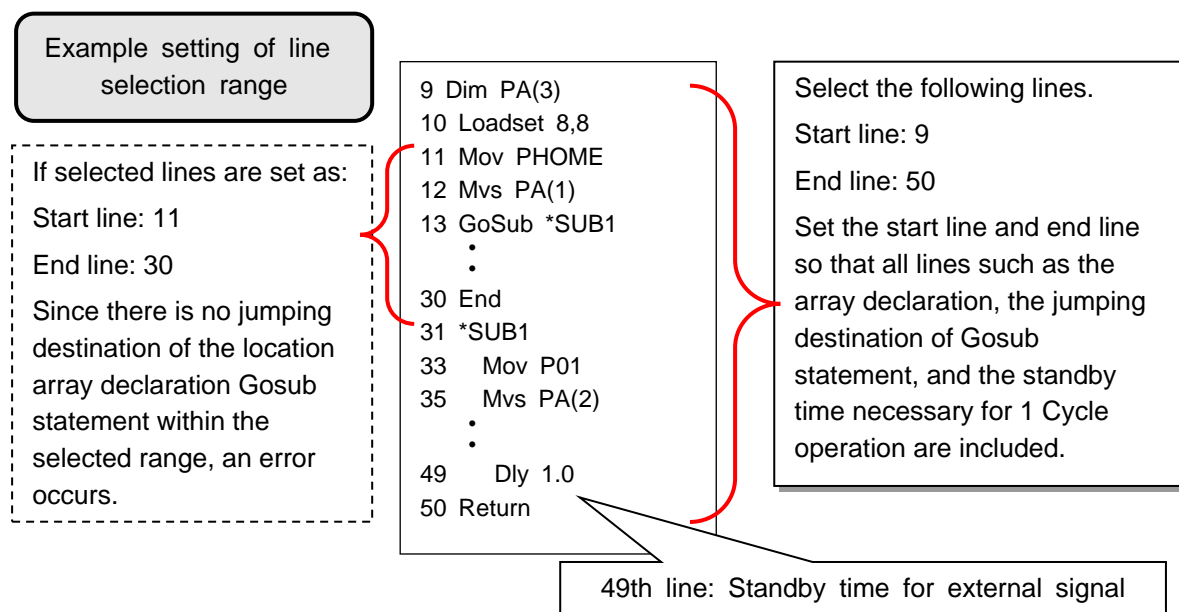 Example setting of line
selection range
If selected lines are set as:
Start line: 11
End line: 30
Since there is no jumping
destination of the location
array declaration Gosub
statement within the
selected range, an error
occurs.
9 Dim PA(3)
10 Loadset 8,8
11 Mov PHOME
12 Mvs PA(1)
13 GoSub *SUB1
•
•
30 End
31 *SUB1
33 Mov P01
35 Mvs PA(2)
•
•
49 Dly 1.0
50 Return
Select the following lines.
Start line: 9
End line: 50
Set the start line and end line
so that all lines such as the
array declaration, the jumping
destination of Gosub
statement, and the standby
time necessary for 1 Cycle
operation are included.
49th line: Standby time for external signal